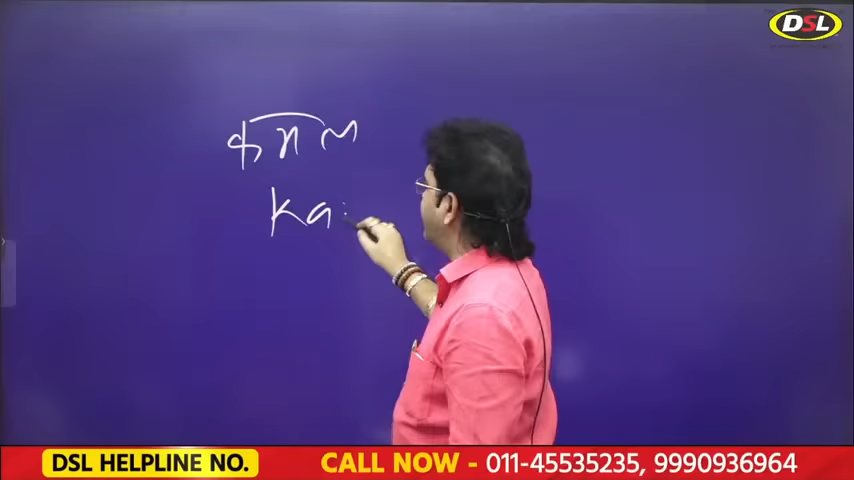 DSL
कमल
Ka
DSL HELPLINE NO. CALL NOW - 011-45535235, 9990936964